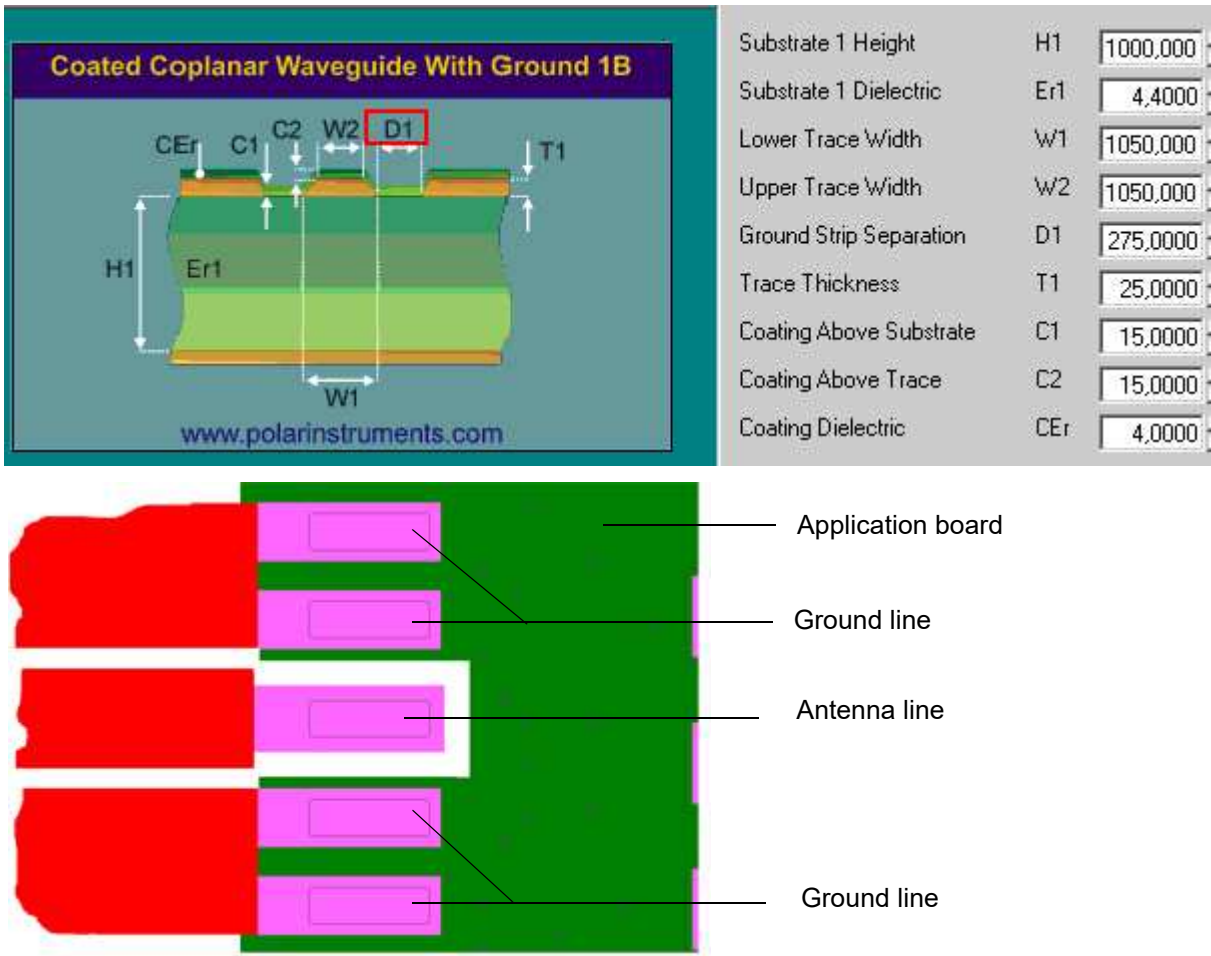 Coated Coplanar Waveguide With Ground 1B
CEr C1 C2 W2 D1 T1
H1 Er1
W1
www.polarinstruments.com
Substrate 1 Height H1 1000,000
Substrate 1 Dielectric Er1 4,4000
Lower Trace Width W1 1050,000
Upper Trace Width W2 1050,000
Ground Strip Separation D1 275,0000
Trace Thickness T1 25,0000
Coating Above Substrate C1 15,0000
Coating Above Trace C2 15,0000
Coating Dielectric CEr 4,0000
Application board
Ground line
Antenna line
Ground line